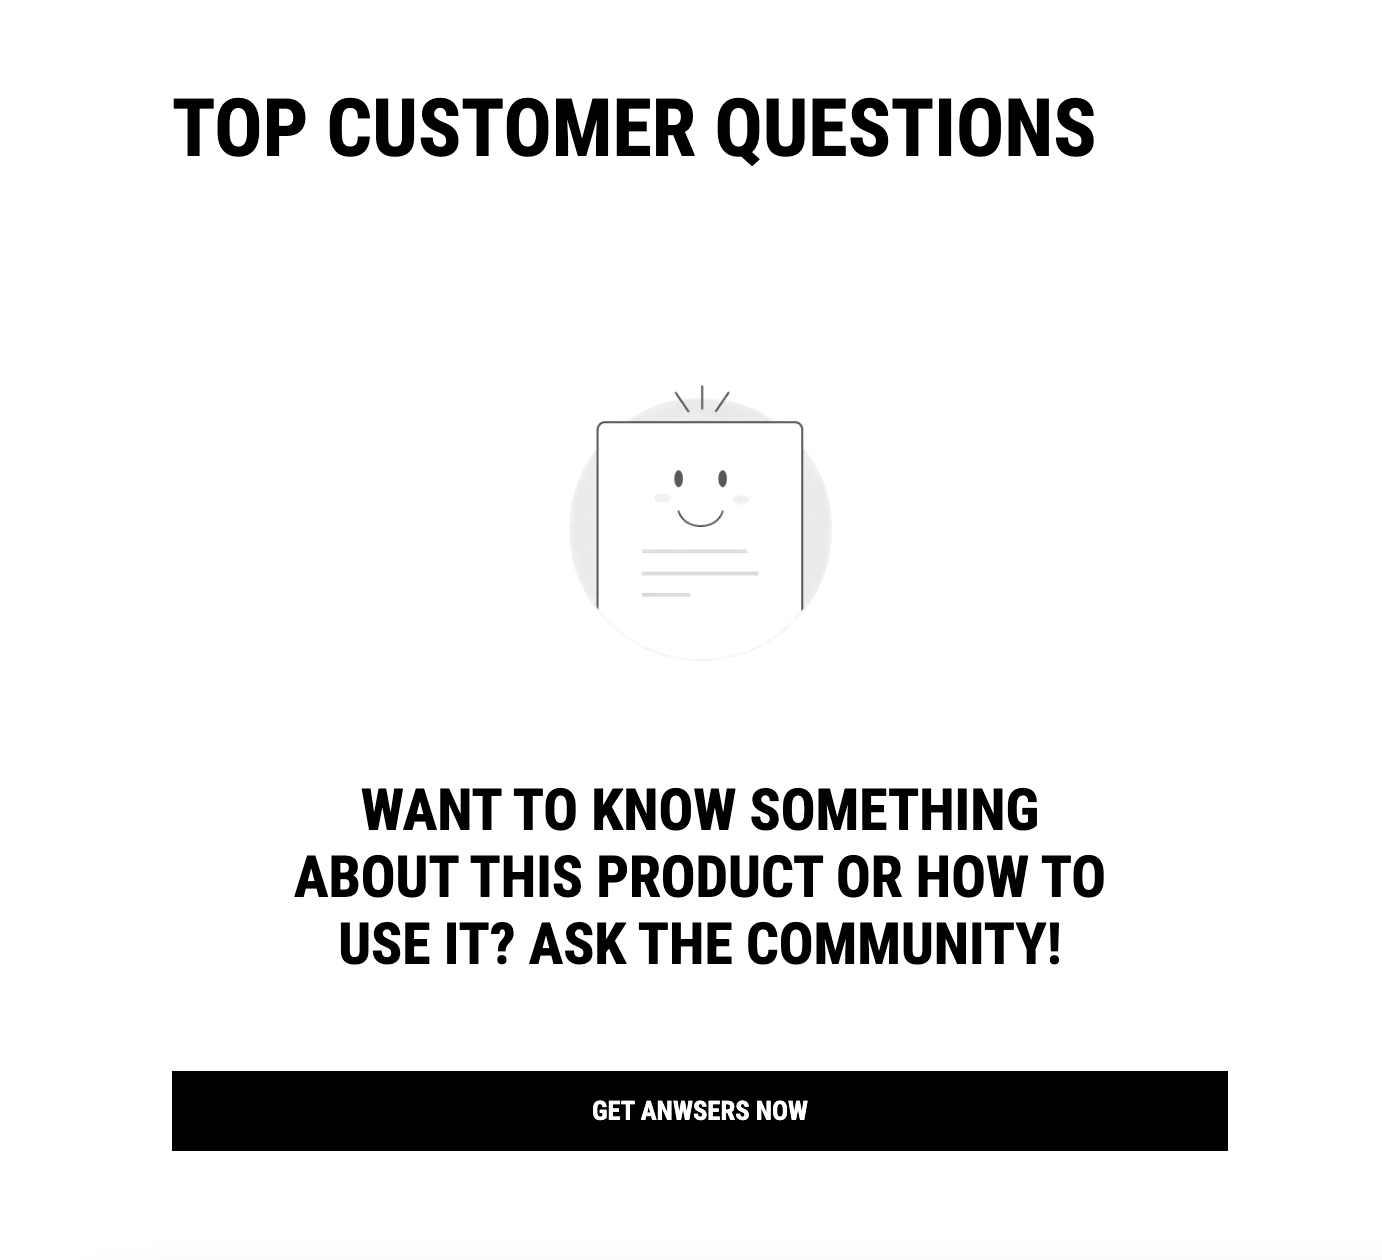 TOP CUSTOMER QUESTIONS
WANT TO KNOW SOMETHING
ABOUT THIS PRODUCT OR HOW TO
USE IT? ASK THE COMMUNITY!
GET ANWSERS NOW